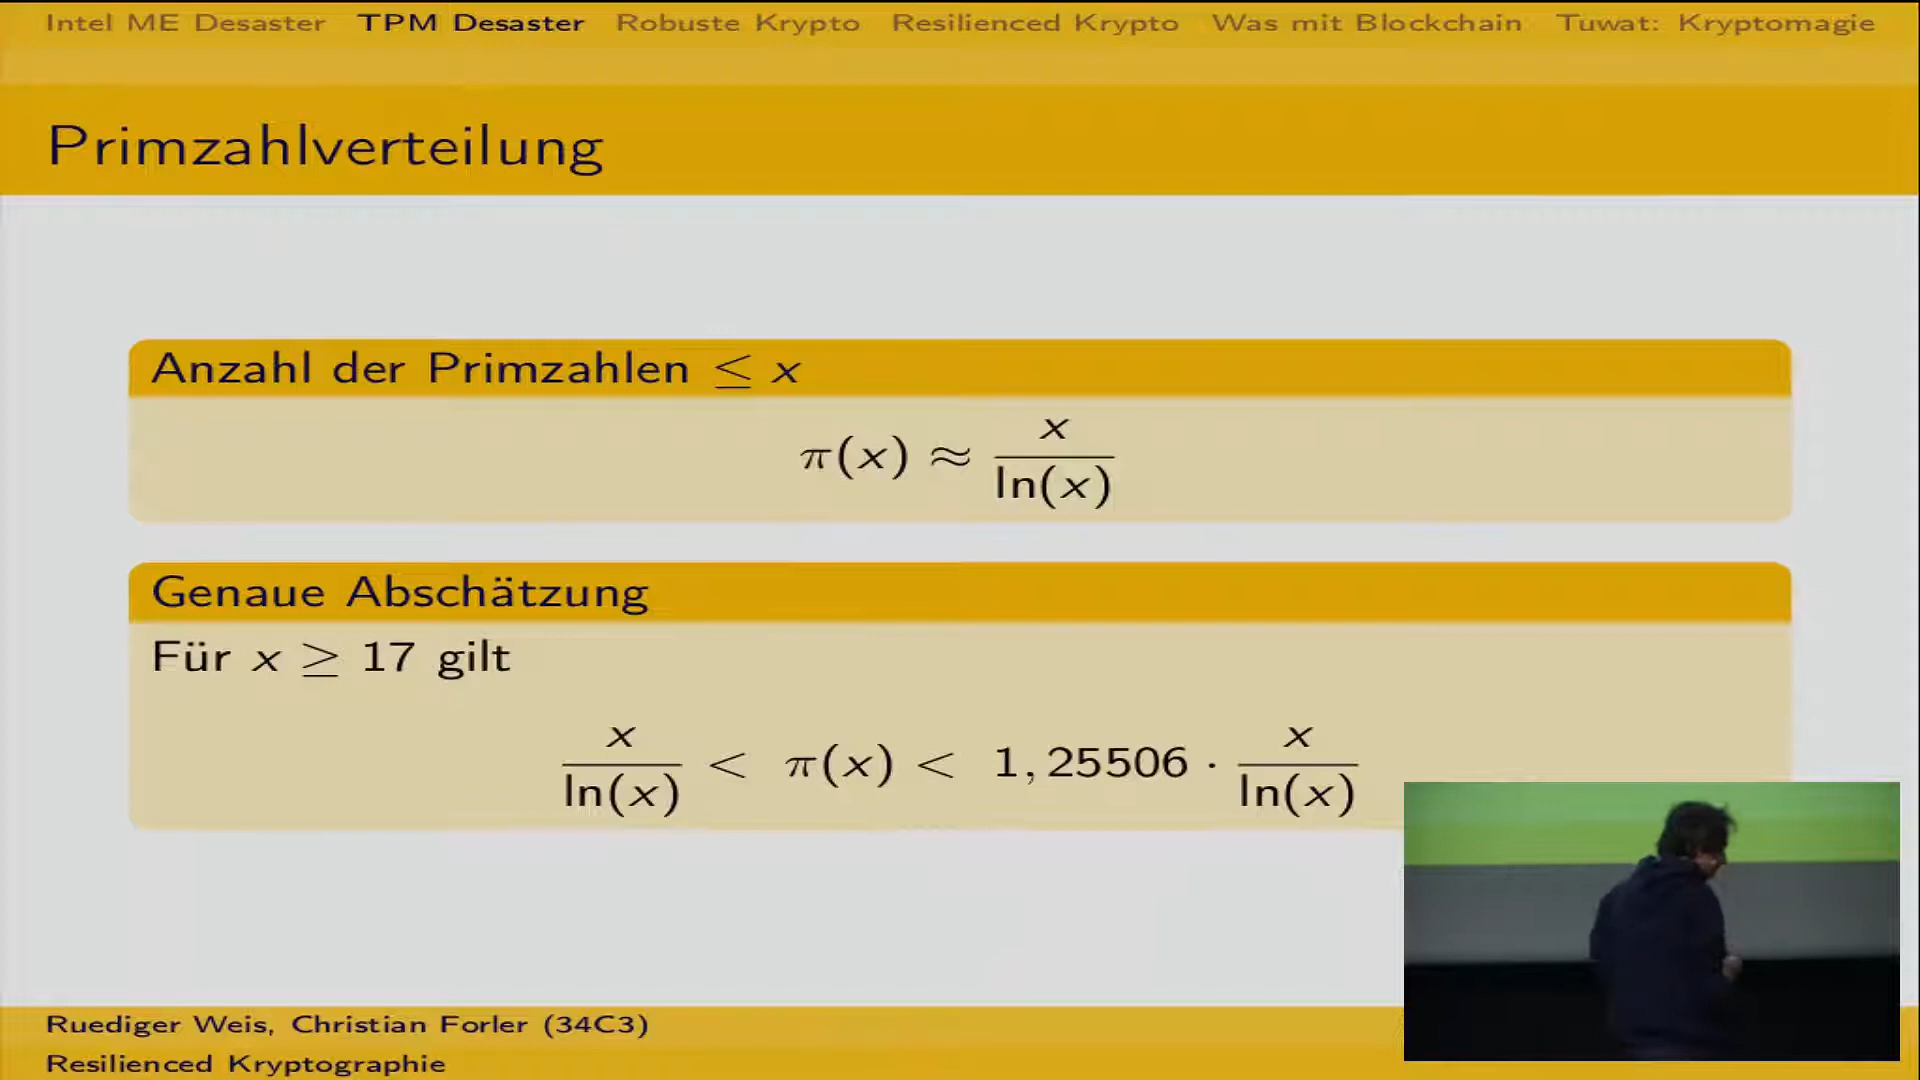 Intel ME Desaster TPM Desaster Robuste Krypto Resilienced Krypto Was mit Blockchain Tuwat: Kryptomagie
Primzahlverteilung
Anzahl der Primzahlen ≤ x
π(x) ≈ x / ln(x)
Genaue Abschätzung
Für x ≥ 17 gilt
x / ln(x) < π(x) < 1,25506 · x / ln(x)
Ruediger Weis, Christian Forler (34C3)
Resilienced Kryptographie